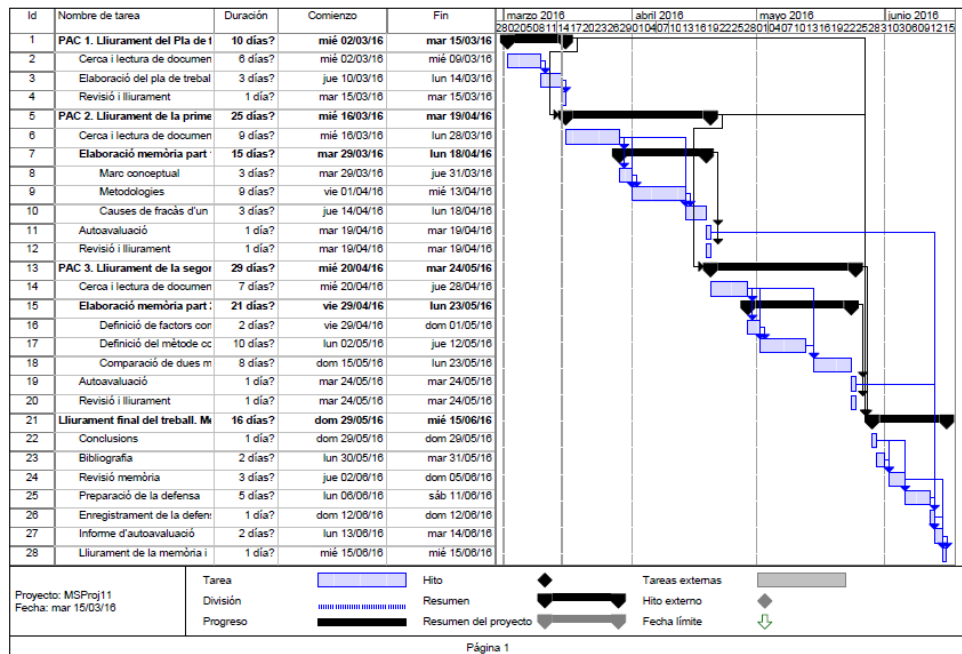 Id Nombre de tarea Duración Comienzo Fin marzo 2016 abril 2016 mayo 2016 junio 2016
28020508111417202326290104071013161922252801040710131619222528310306091215
1 PAC 1. Lliurament del Pla de t 10 días? mié 02/03/16 mar 15/03/16
2 Cerca i lectura de documen 6 días? mié 02/03/16 mié 09/03/16
3 Elaboració del pla de trebal 3 días? jue 10/03/16 lun 14/03/16
4 Revisió i lliurament 1 día? mar 15/03/16 mar 15/03/16
5 PAC 2. Lliurament de la prime 25 días? mié 16/03/16 mar 19/04/16
6 Cerca i lectura de documen 9 días? mié 16/03/16 lun 28/03/16
7 Elaboració memòria part 15 días? mar 29/03/16 lun 18/04/16
8 Marc conceptual 3 días? mar 29/03/16 jue 31/03/16
9 Metodologies 9 días? vie 01/04/16 mié 13/04/16
10 Causes de fracàs d'un 3 días? jue 14/04/16 lun 18/04/16
11 Autoavaluació 1 día? mar 19/04/16 mar 19/04/16
12 Revisió i lliurament 1 día? mar 19/04/16 mar 19/04/16
13 PAC 3. Lliurament de la segor 29 días? mié 20/04/16 mar 24/05/16
14 Cerca i lectura de documen 7 días? mié 20/04/16 jue 28/04/16
15 Elaboració memòria part 21 días? vie 29/04/16 lun 23/05/16
16 Definició de factors con 2 días? vie 29/04/16 dom 01/05/16
17 Definició del mètode cc 10 días? lun 02/05/16 jue 12/05/16
18 Comparació de dues m 8 días? dom 15/05/16 lun 23/05/16
19 Autoavaluació 1 día? mar 24/05/16 mar 24/05/16
20 Revisió i lliurament 1 día? mar 24/05/16 mar 24/05/16
21 Lliurament final del treball. Me 16 días? dom 29/05/16 mié 15/06/16
22 Conclusions 1 día? dom 29/05/16 dom 29/05/16
23 Bibliografia 2 días? lun 30/05/16 mar 31/05/16
24 Revisió memòria 3 días? jue 02/06/16 dom 05/06/16
25 Preparació de la defensa 5 días? lun 06/06/16 sáb 11/06/16
26 Enregistrament de la defen 1 día? dom 12/06/16 dom 12/06/16
27 Informe d'autoavaluació 2 días? lun 13/06/16 mar 14/06/16
28 Lliurament de la memòria i 1 día? mié 15/06/16 mié 15/06/16
Proyecto: MSProj11
Fecha: mar 15/03/16
Tarea Hito Tareas externas
División Resumen Hito externo
Progreso Resumen del proyecto Fecha límite
Página 1